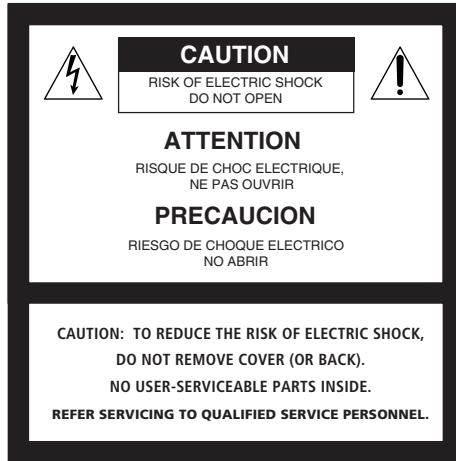 CAUTION
RISK OF ELECTRIC SHOCK
DO NOT OPEN
ATTENTION
RISQUE DE CHOC ELECTRIQUE,
NE PAS OUVRIR
PRECAUCION
RIESGO DE CHOQUE ELECTRICO
NO ABRIR
CAUTION: TO REDUCE THE RISK OF ELECTRIC SHOCK,
DO NOT REMOVE COVER (OR BACK).
NO USER-SERVICEABLE PARTS INSIDE.
REFER SERVICING TO QUALIFIED SERVICE PERSONNEL.